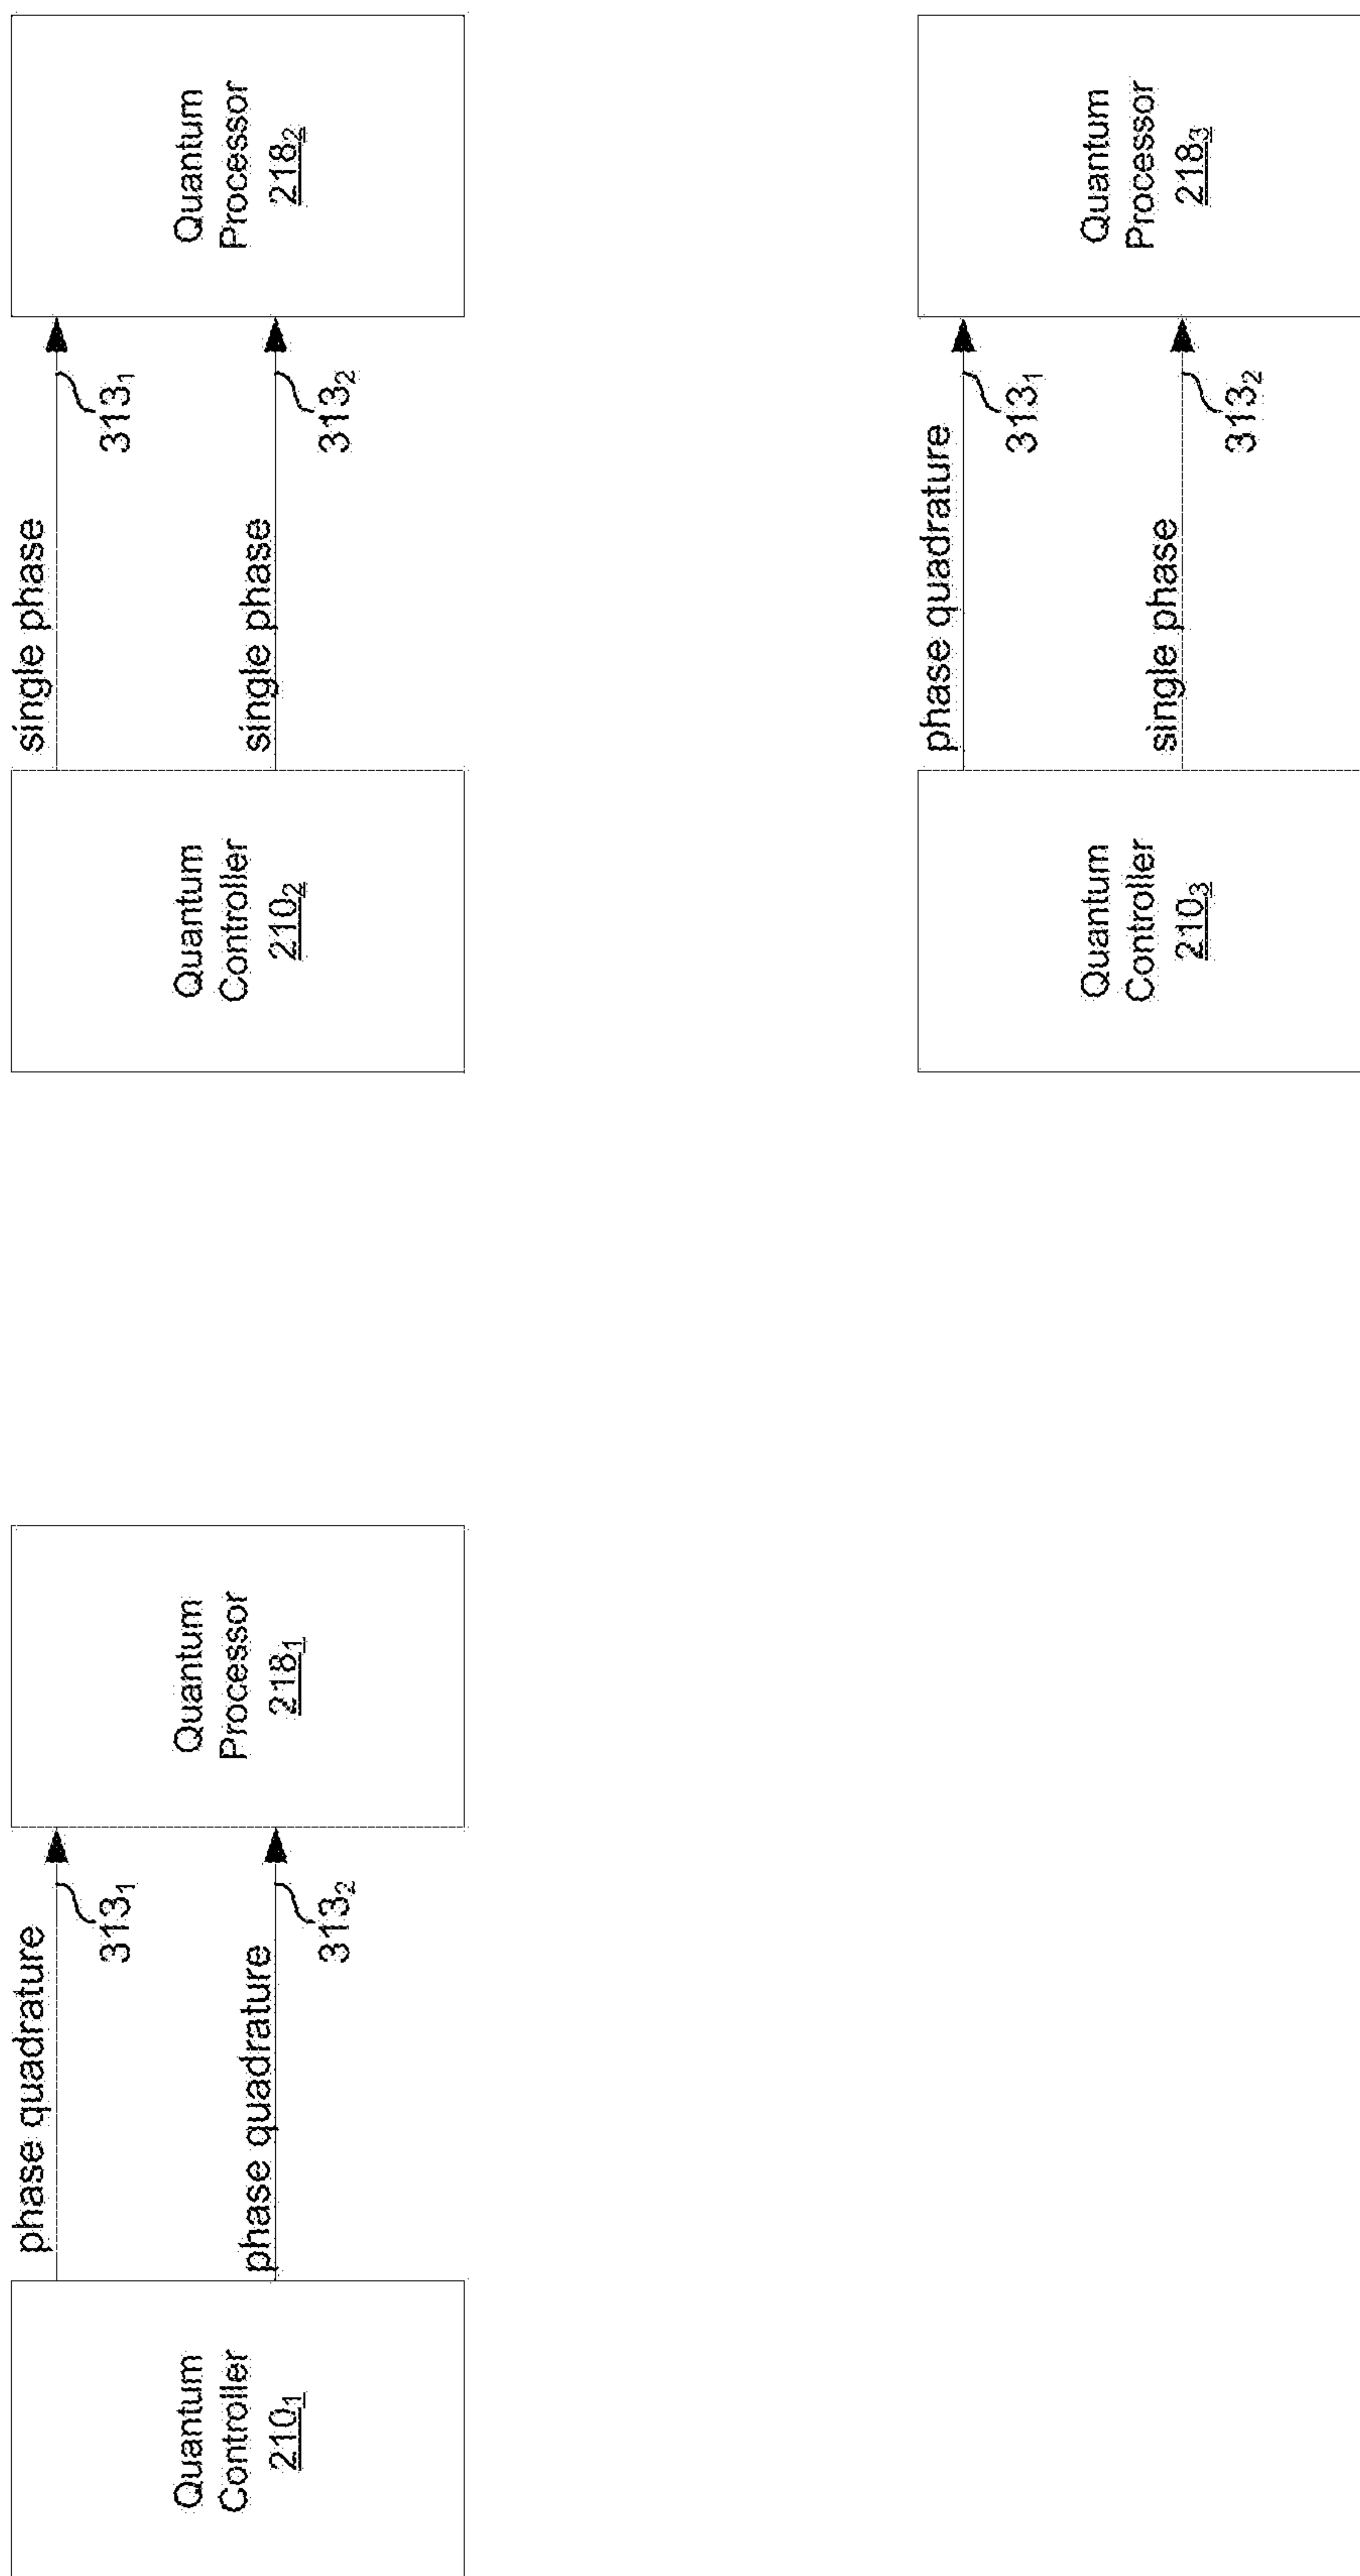 Quantum
Controller
210₁
phase quadrature
313₁
phase quadrature
313₂
Quantum
Processor
218₁
Quantum
Controller
210₂
single phase
313₁
single phase
313₂
Quantum
Processor
218₂
Quantum
Controller
210₃
phase quadrature
313₁
single phase
313₂
Quantum
Processor
218₃